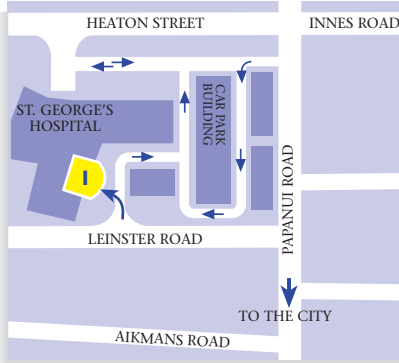 HEATON STREET
INNES ROAD
ST. GEORGE'S
HOSPITAL
CAR PARK
BUILDING
I
PAPANUI ROAD
LEINSTER ROAD
TO THE CITY
AIKMANS ROAD